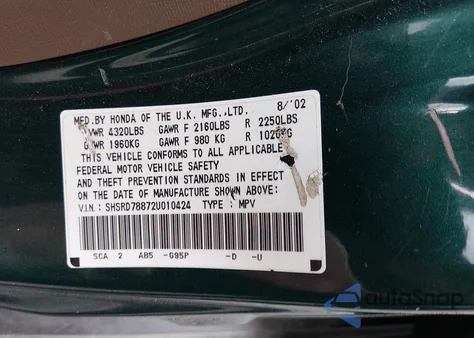 MFD.BY HONDA OF THE U.K. MFG.,LTD. 8/'02
GVWR 4320LBS GAWR F 2160LBS R 2250LBS
GVWR 1960KG GAWR F 980 KG R 1020KG
THIS VEHICLE CONFORMS TO ALL APPLICABLE
FEDERAL MOTOR VEHICLE SAFETY
AND THEFT PREVENTION STANDARDS IN EFFECT
ON THE DATE OF MANUFACTURE SHOWN ABOVE:
V.I.N.: SHSRD78872U010424 TYPE: MPV
SCA 2 AB5 -G95P -D -U
autoSnap